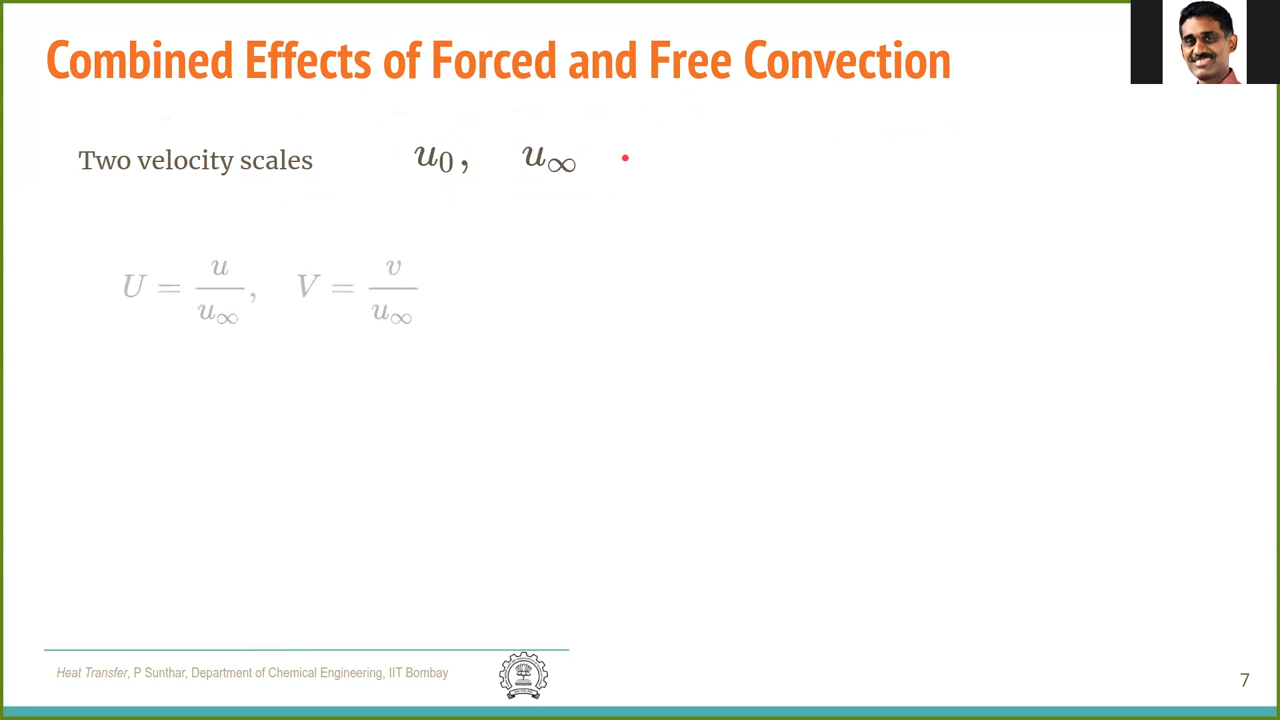 Combined Effects of Forced and Free Convection
Two velocity scales u₀, u∞
U = u/u∞, V = v/u∞
Heat Transfer, P Sunthar, Department of Chemical Engineering, IIT Bombay
7